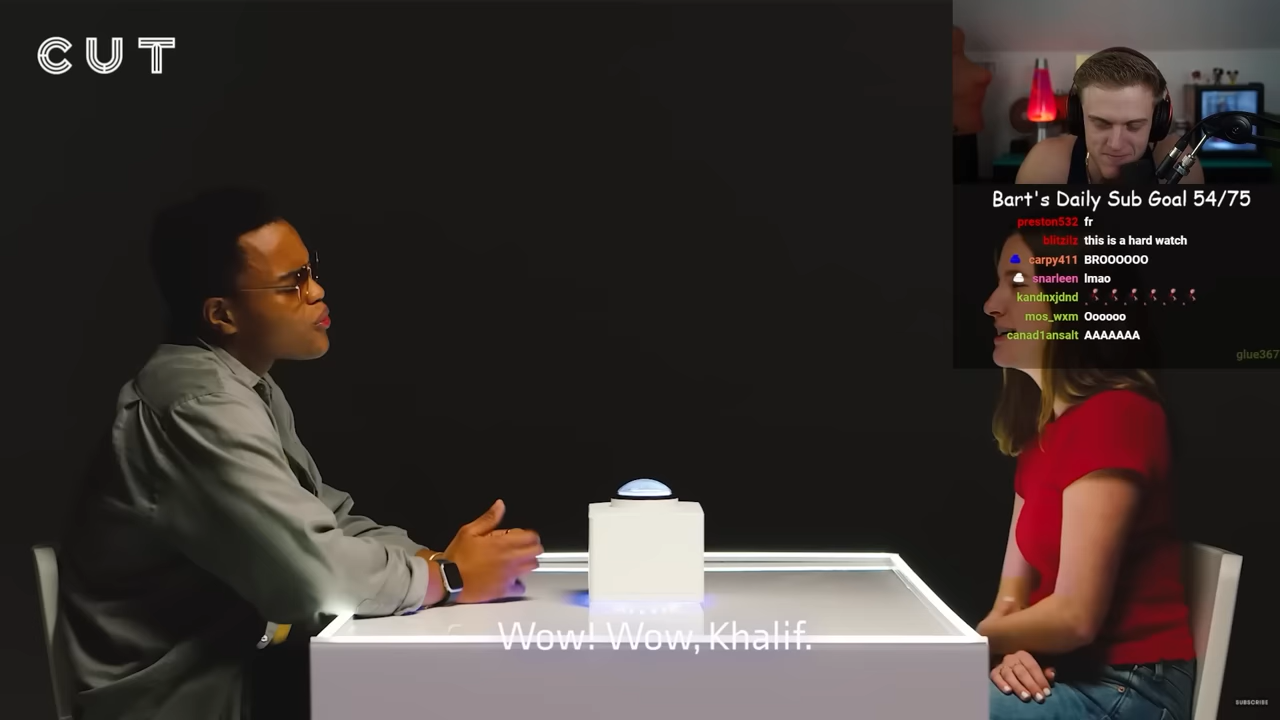 CUT
Bart's Daily Sub Goal 54/75
preston532 fr
blitzilz this is a hard watch
carpy411 BROOOOOO
snarleen lmao
kandnxjdnd
mos_wxm Oooooo
canad1ansalt AAAAAAA
glue367
Wow! Wow, Khalif.
SUBSCRIBE